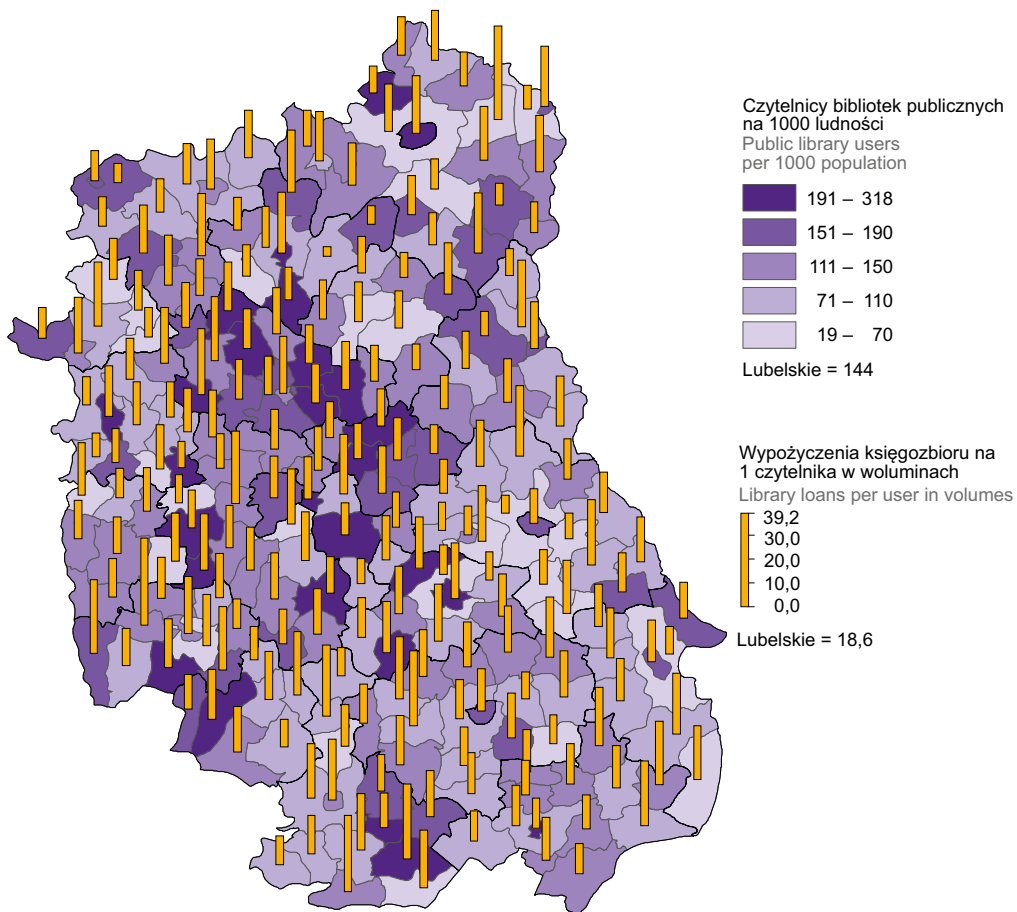 Czytelnicy bibliotek publicznych
na 1000 ludności
Public library users
per 1000 population
191 – 318
151 – 190
111 – 150
71 – 110
19 – 70
Lubelskie = 144
Wypożyczenia księgozbioru na
1 czytelnika w woluminach
Library loans per user in volumes
39,2
30,0
20,0
10,0
0,0
Lubelskie = 18,6